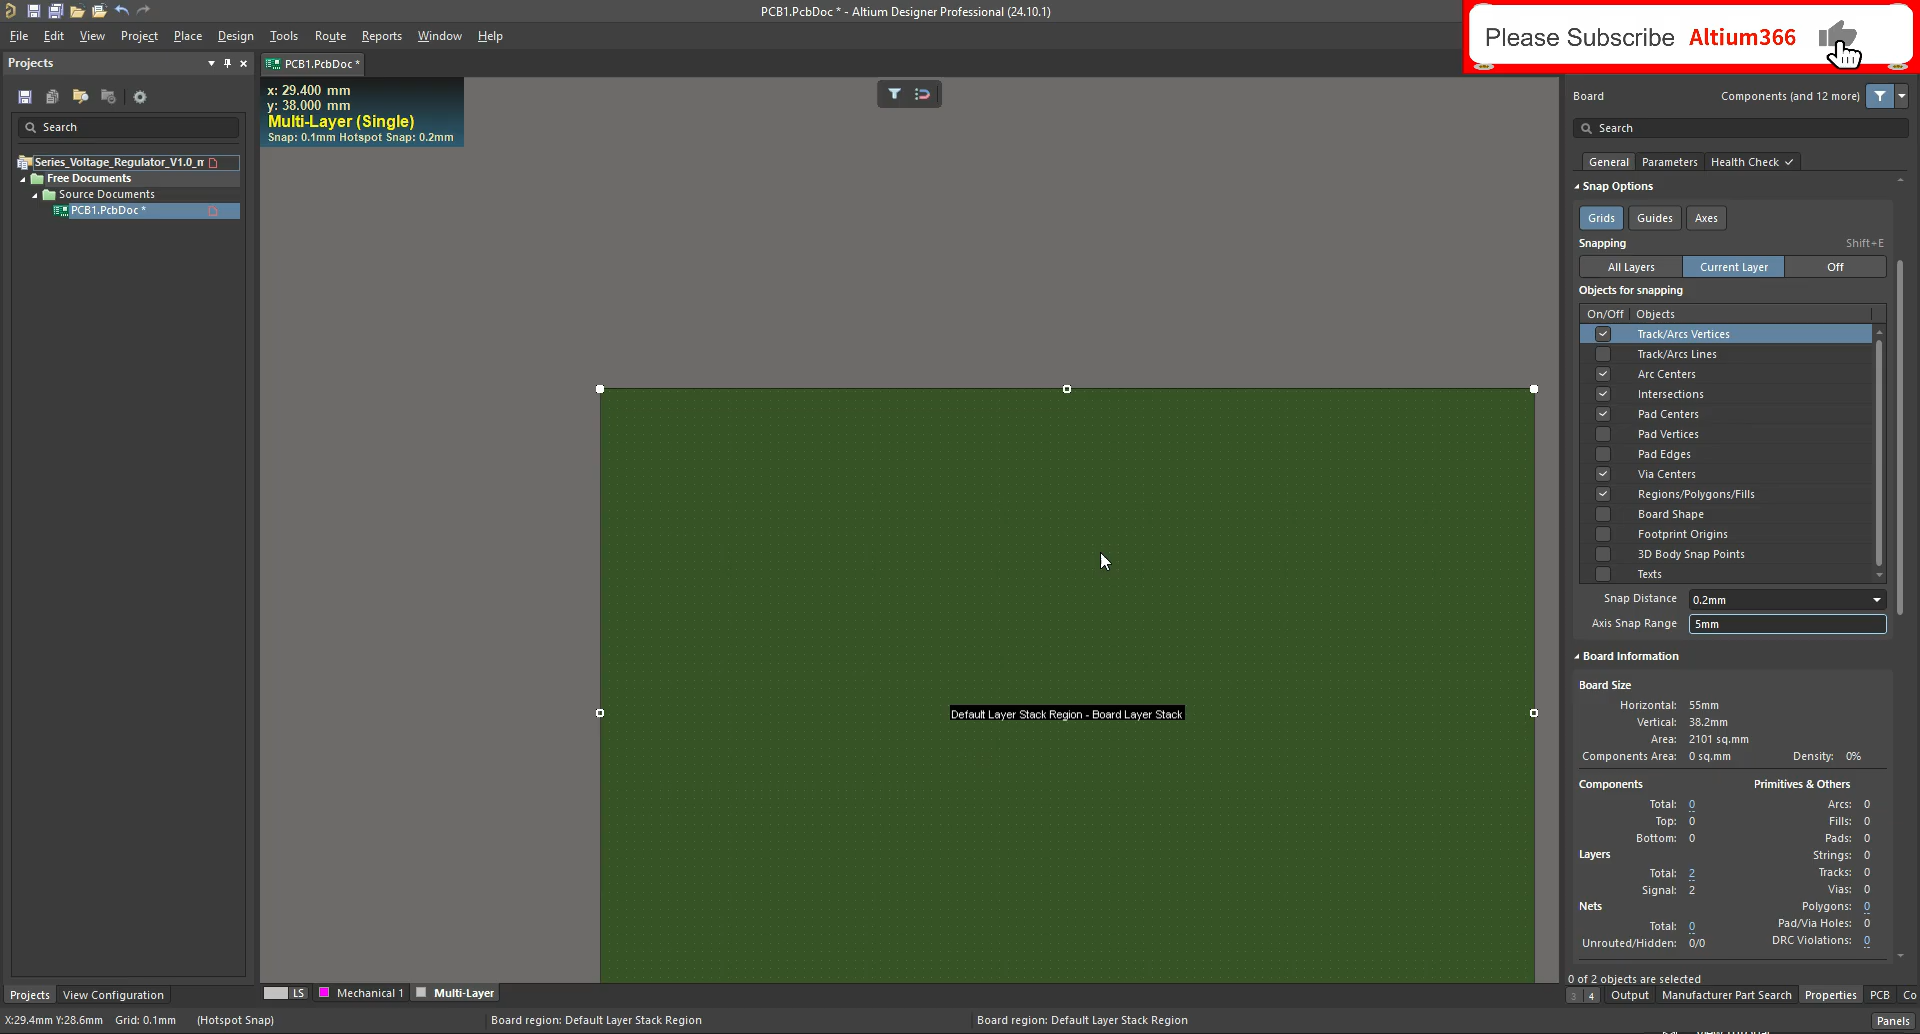 PCB1.PcbDoc * - Altium Designer Professional (24.10.1)
Please Subscribe Altium366
File Edit View Project Place Design Tools Route Reports Window Help
Projects
PCB1.PcbDoc *
x: 29.400 mm
y: 38.000 mm
Multi-Layer (Single)
Snap: 0.1mm Hotspot Snap: 0.2mm
Search
Series_Voltage_Regulator_V1.0_m
Free Documents
Source Documents
PCB1.PcbDoc *
Default Layer Stack Region - Board Layer Stack
Board Components (and 12 more)
Search
General Parameters Health Check
Snap Options
Grids Guides Axes
Snapping Shift+E
All Layers Current Layer Off
Objects for snapping
On/Off Objects
Track/Arcs Vertices
Track/Arcs Lines
Arc Centers
Intersections
Pad Centers
Pad Vertices
Pad Edges
Via Centers
Regions/Polygons/Fills
Board Shape
Footprint Origins
3D Body Snap Points
Texts
Snap Distance 0.2mm
Axis Snap Range 5mm
Board Information
Board Size
Horizontal: 55mm
Vertical: 38.2mm
Area: 2101 sq.mm
Components Area: 0 sq.mm Density: 0%
Components Primitives & Others
Total: 0 Arcs: 0
Top: 0 Fills: 0
Bottom: 0 Pads: 0
Layers Strings: 0
Total: 2 Tracks: 0
Signal: 2 Vias: 0
Nets Polygons: 0
Total: 0 Pad/Via Holes: 0
Unrouted/Hidden: 0/0 DRC Violations: 0
0 of 2 objects are selected
Projects View Configuration
LS Mechanical 1 Multi-Layer
3 4 Output Manufacturer Part Search Properties PCB Co
X:29.4mm Y:28.6mm Grid: 0.1mm (Hotspot Snap) Board region: Default Layer Stack Region Board region: Default Layer Stack Region Panels